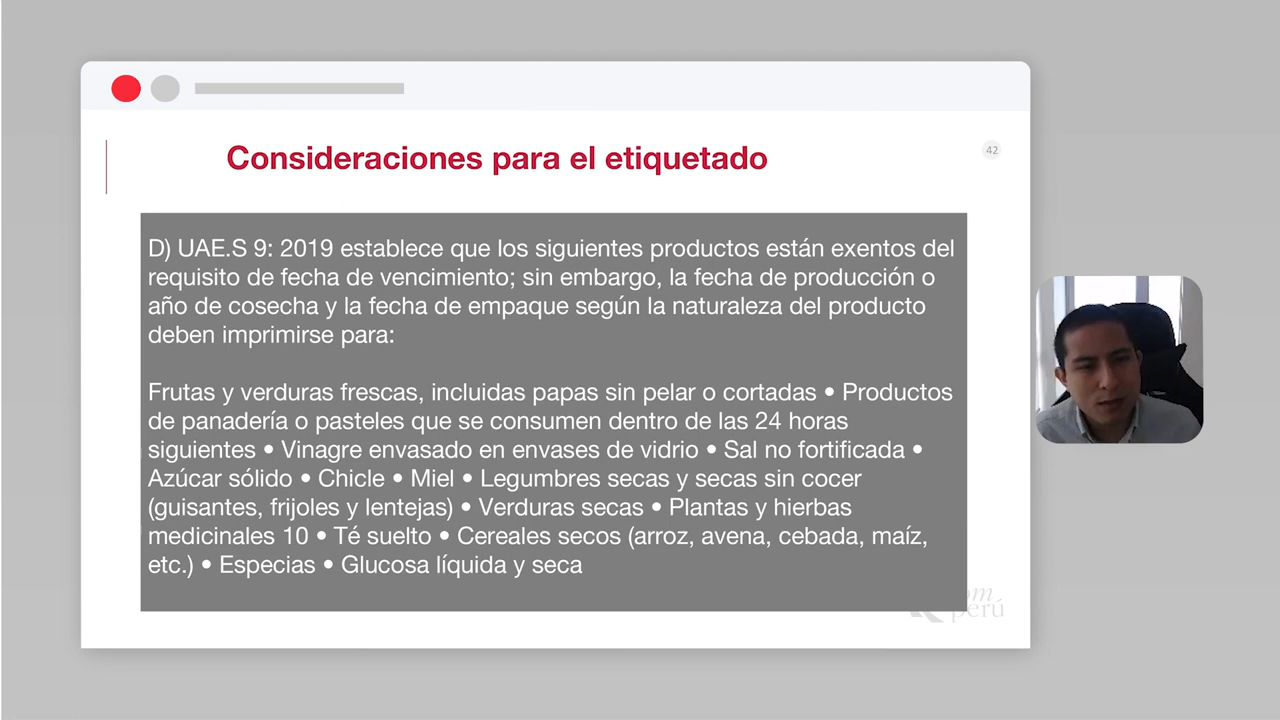 Consideraciones para el etiquetado
42
D) UAE.S 9: 2019 establece que los siguientes productos están exentos del
requisito de fecha de vencimiento; sin embargo, la fecha de producción o
año de cosecha y la fecha de empaque según la naturaleza del producto
deben imprimirse para:
Frutas y verduras frescas, incluidas papas sin pelar o cortadas • Productos
de panadería o pasteles que se consumen dentro de las 24 horas
siguientes • Vinagre envasado en envases de vidrio • Sal no fortificada •
Azúcar sólido • Chicle • Miel • Legumbres secas y secas sin cocer
(guisantes, frijoles y lentejas) • Verduras secas • Plantas y hierbas
medicinales 10 • Té suelto • Cereales secos (arroz, avena, cebada, maíz,
etc.) • Especias • Glucosa líquida y seca
perú